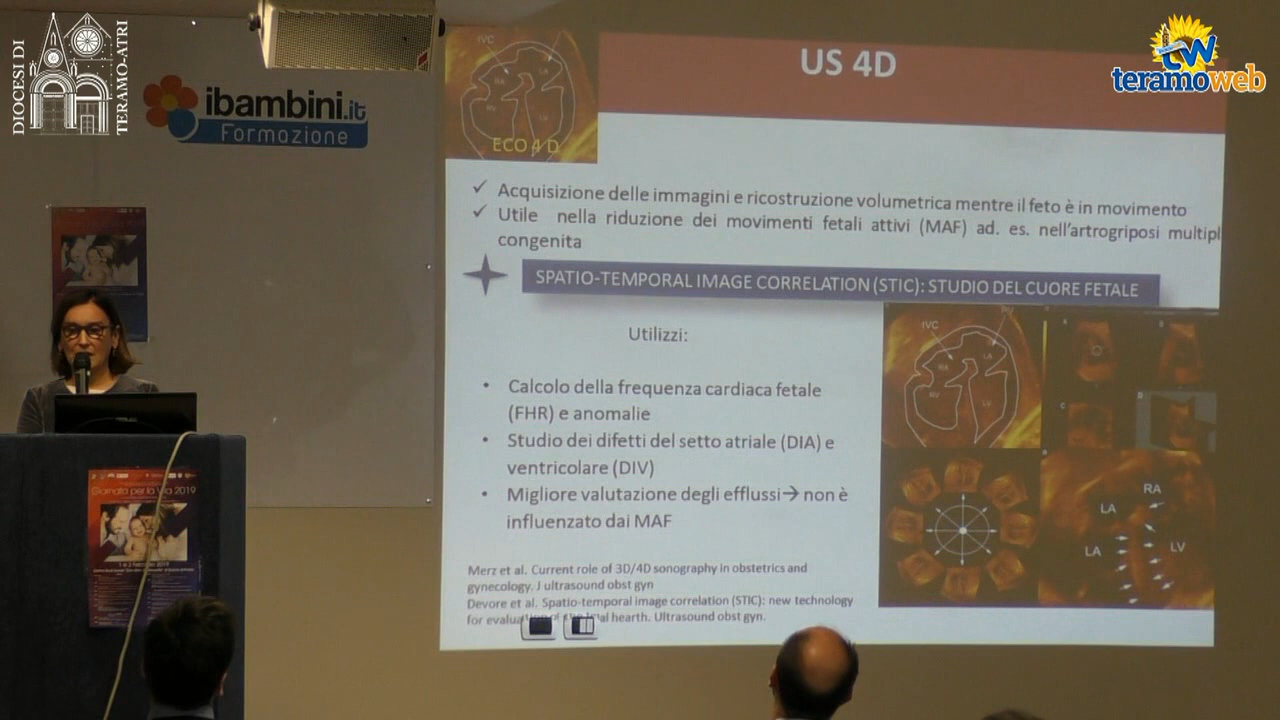 DIOCESI DI
TERAMO-ATRI
ibambini.it
Formazione
teramoweb
IVC
RA
LA
RV
LV
ECO 4 D
US 4D
Acquisizione delle immagini e ricostruzione volumetrica mentre il feto è in movimento
Utile nella riduzione dei movimenti fetali attivi (MAF) ad. es. nell'artrogriposi multipl
congenita
SPATIO-TEMPORAL IMAGE CORRELATION (STIC): STUDIO DEL CUORE FETALE
Utilizzi:
• Calcolo della frequenza cardiaca fetale
(FHR) e anomalie
• Studio dei difetti del setto atriale (DIA) e
ventricolare (DIV)
• Migliore valutazione degli efflussi→ non è
influenzato dai MAF
IVC
LA
RA
RV
LV
A
B
C
D
RA
LA
LA
LV
Merz et al. Current role of 3D/4D sonography in obstetrics and
gynecology. J ultrasound obst gyn
Devore et al. Spatio-temporal image correlation (STIC): new technology
for hearth. Ultrasound obst gyn.
Giornata per la Vita 2019